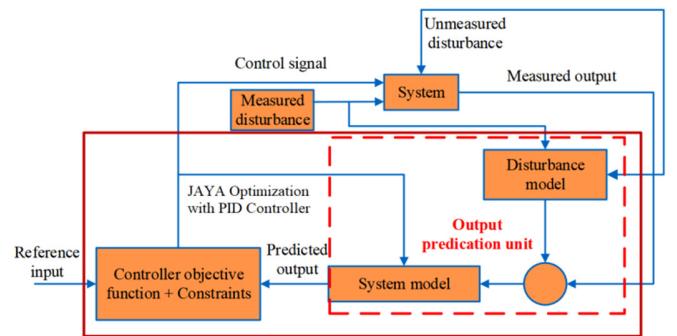 Unmeasured
disturbance
Control signal
Measured output
System
Measured
disturbance
Disturbance
model
JAYA Optimization
with PID Controller
Output
predication unit
Reference
input
Predicted
output
Controller objective
function + Constraints
System model